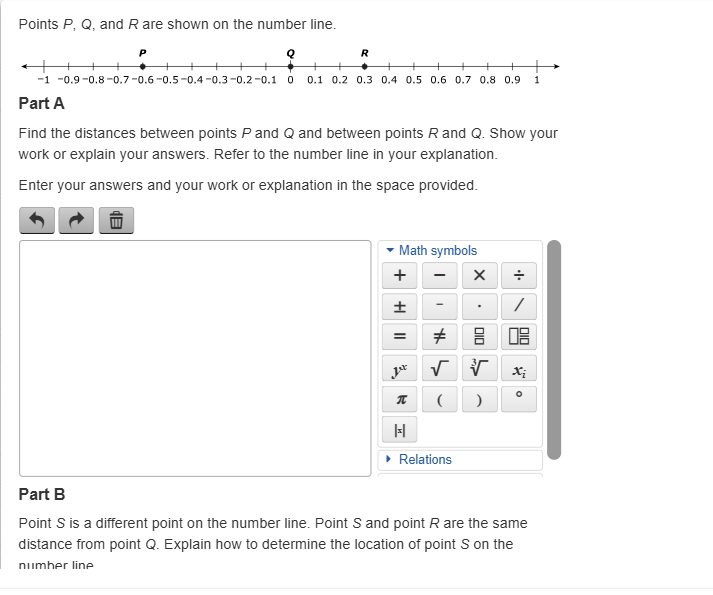 Points P, Q, and R are shown on the number line.
P Q R
-1 -0.9 -0.8 -0.7 -0.6 -0.5 -0.4 -0.3 -0.2 -0.1 0 0.1 0.2 0.3 0.4 0.5 0.6 0.7 0.8 0.9 1
Part A
Find the distances between points P and Q and between points R and Q. Show your
work or explain your answers. Refer to the number line in your explanation.
Enter your answers and your work or explanation in the space provided.
Math symbols
+ − × ÷
± - · /
= ≠
yˣ √ ∛ xᵢ
π ( ) °
|x|
Relations
Part B
Point S is a different point on the number line. Point S and point R are the same
distance from point Q. Explain how to determine the location of point S on the
number line